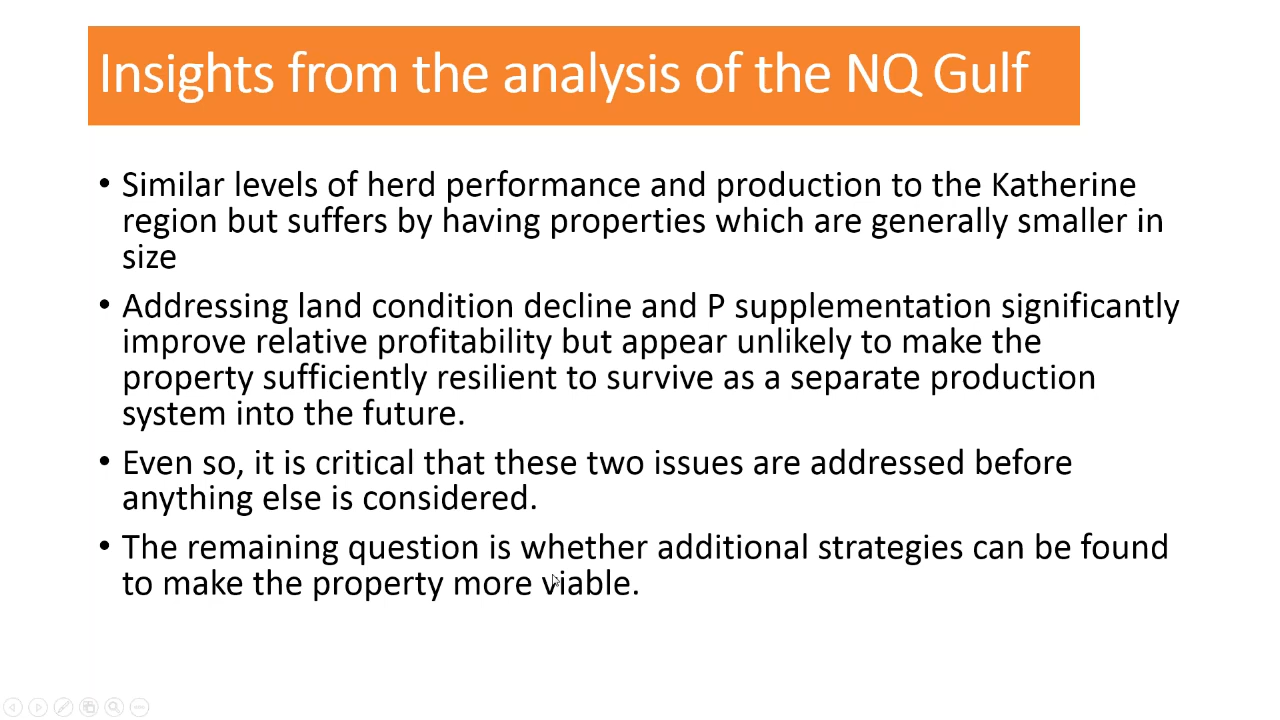 Insights from the analysis of the NQ Gulf
• Similar levels of herd performance and production to the Katherine
region but suffers by having properties which are generally smaller in
size
• Addressing land condition decline and P supplementation significantly
improve relative profitability but appear unlikely to make the
property sufficiently resilient to survive as a separate production
system into the future.
• Even so, it is critical that these two issues are addressed before
anything else is considered.
• The remaining question is whether additional strategies can be found
to make the property more viable.